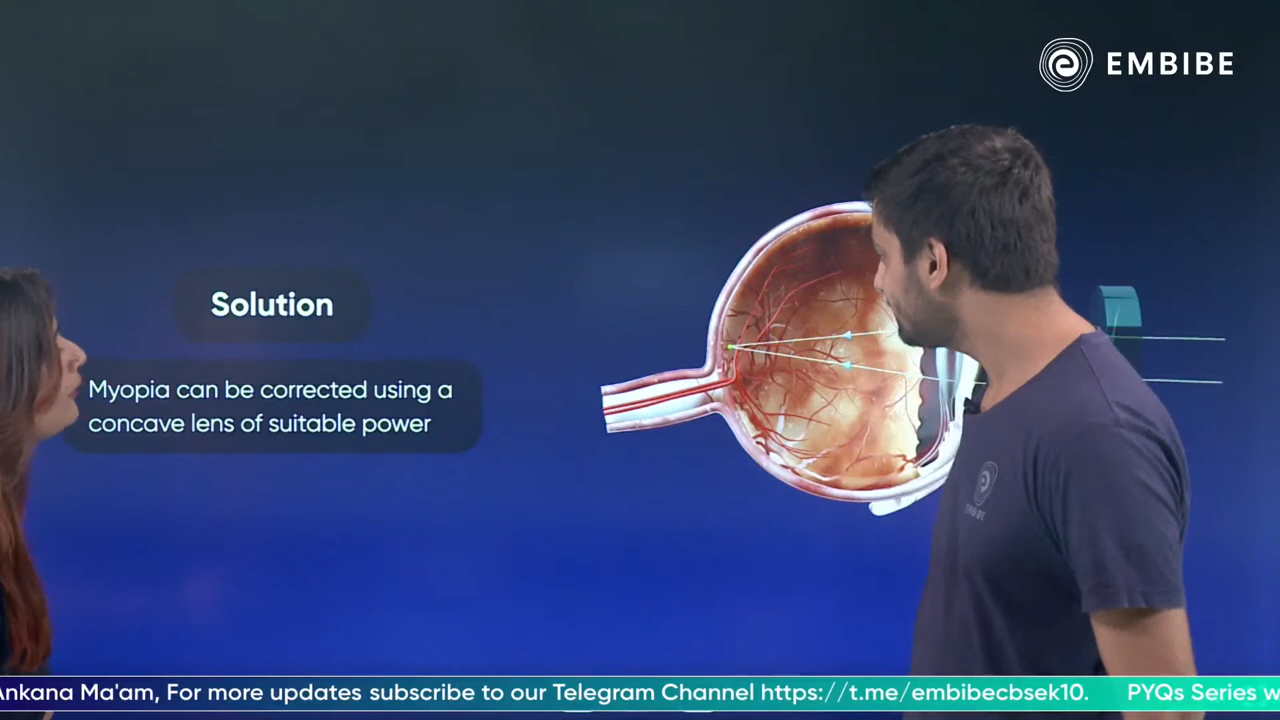 EMBIBE
Solution
Myopia can be corrected using a
concave lens of suitable power
EMBIBE
Ankana Ma'am, For more updates subscribe to our Telegram Channel https://t.me/embibecbsek10. PYQs Series w